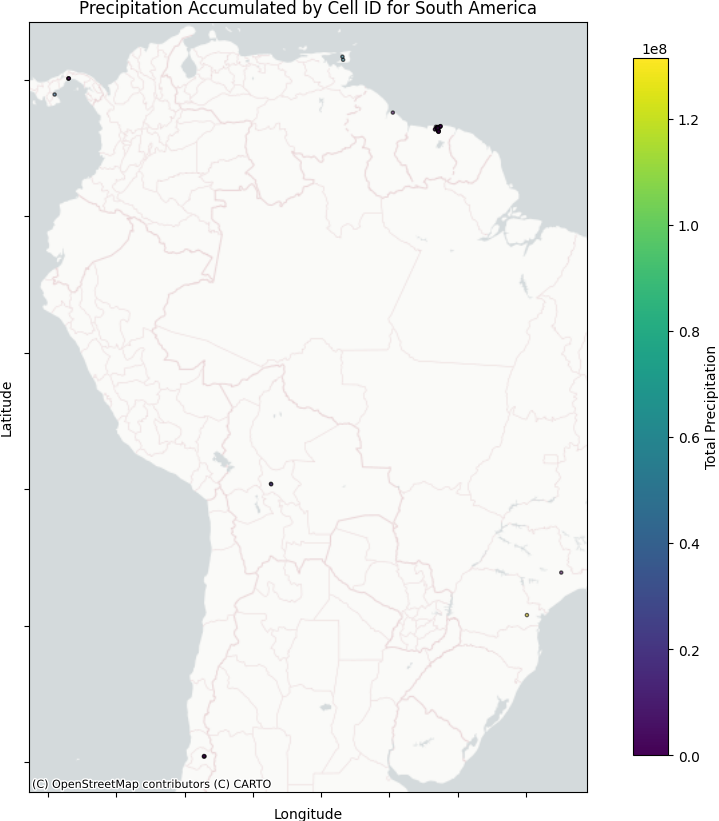 Precipitation Accumulated by Cell ID for South America
1e8
1.2
1.0
0.8
0.6
0.4
0.2
0.0
Total Precipitation
Latitude
(C) OpenStreetMap contributors (C) CARTO
Longitude